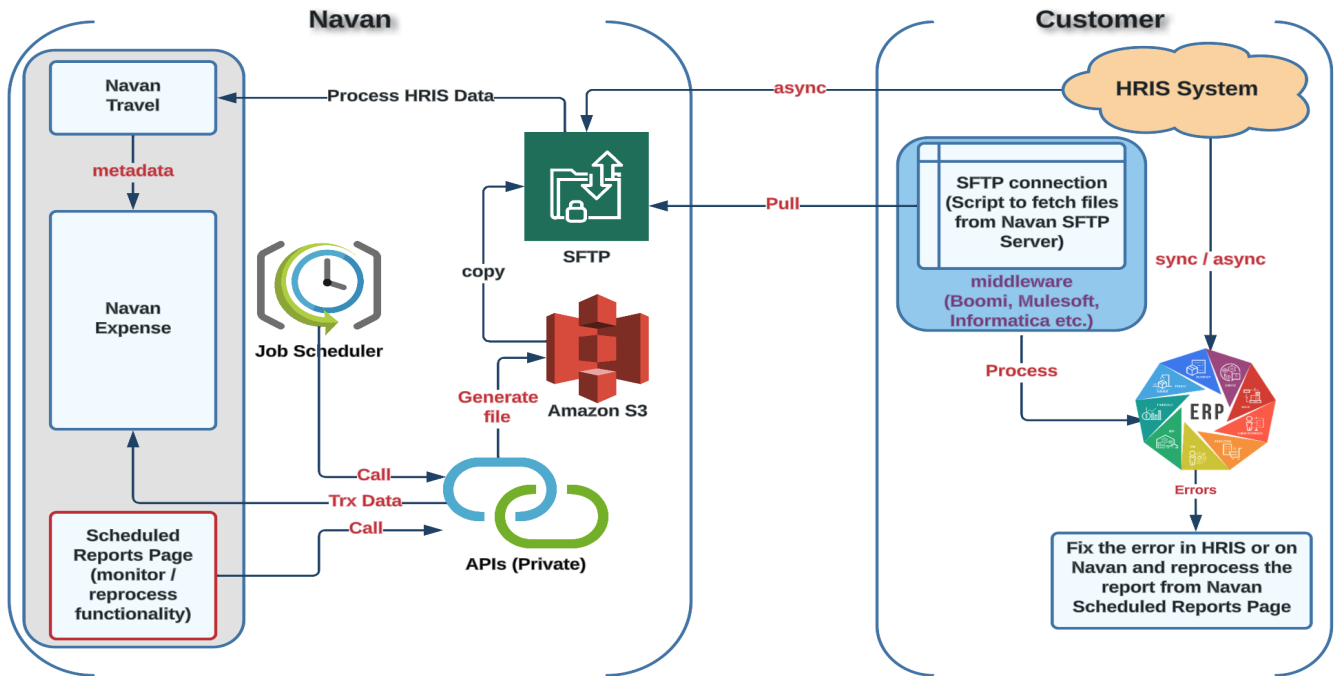 Navan
Customer
Navan
Travel
metadata
Navan
Expense
Process HRIS Data
async
HRIS System
SFTP
copy
Pull
SFTP connection
(Script to fetch files
from Navan SFTP
Server)
middleware
(Boomi, Mulesoft,
Informatica etc.)
sync / async
Job Scheduler
Generate
file
Amazon S3
Process
ERP
Call
Trx Data
Call
APIs (Private)
Scheduled
Reports Page
(monitor /
reprocess
functionality)
Errors
Fix the error in HRIS or on
Navan and reprocess the
report from Navan
Scheduled Reports Page